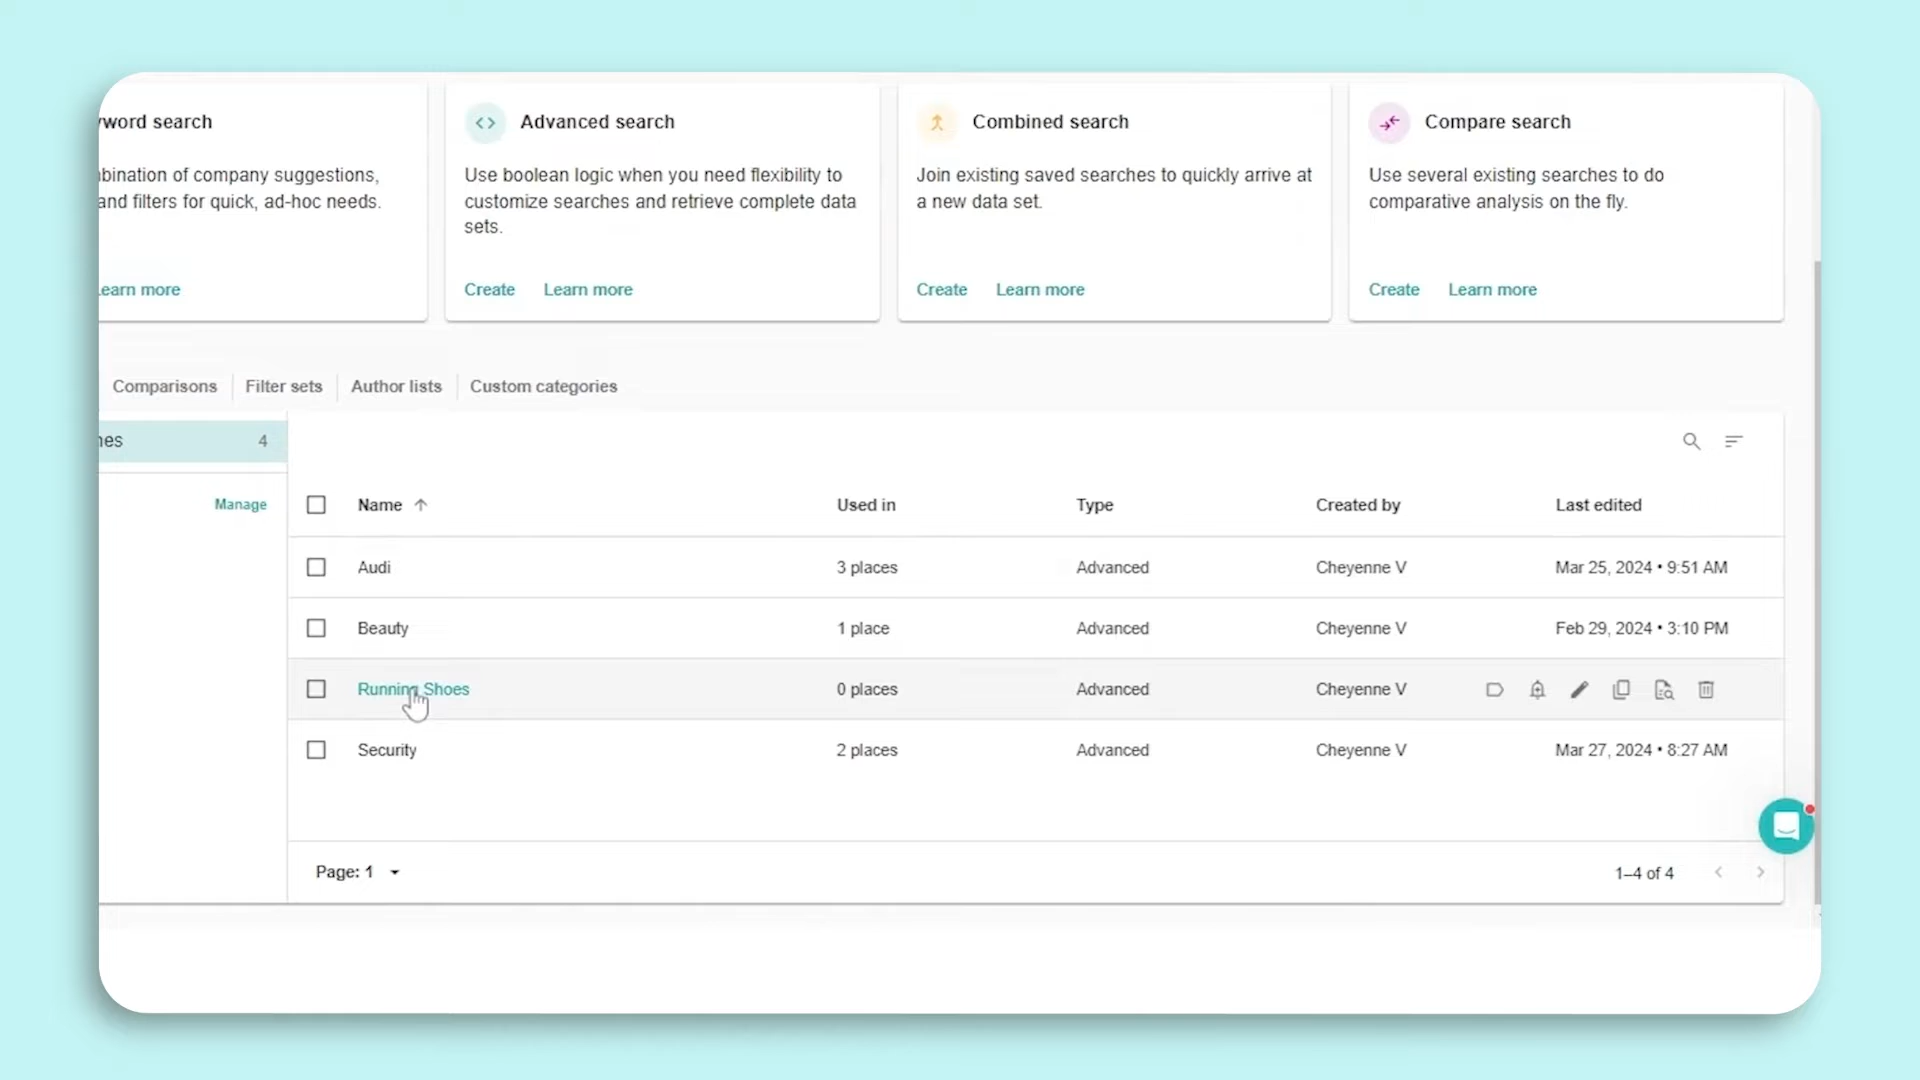 yword search
Advanced search
Combined search
Compare search
bination of company suggestions,
and filters for quick, ad-hoc needs.
Use boolean logic when you need flexibility to
customize searches and retrieve complete data
sets.
Join existing saved searches to quickly arrive at
a new data set.
Use several existing searches to do
comparative analysis on the fly.
earn more
Create Learn more
Create Learn more
Create Learn more
Comparisons Filter sets Author lists Custom categories
hes 4
Manage
Name Used in Type Created by Last edited
Audi 3 places Advanced Cheyenne V Mar 25, 2024 • 9:51 AM
Beauty 1 place Advanced Cheyenne V Feb 29, 2024 • 3:10 PM
Running Shoes 0 places Advanced Cheyenne V
Security 2 places Advanced Cheyenne V Mar 27, 2024 • 8:27 AM
Page: 1 1–4 of 4